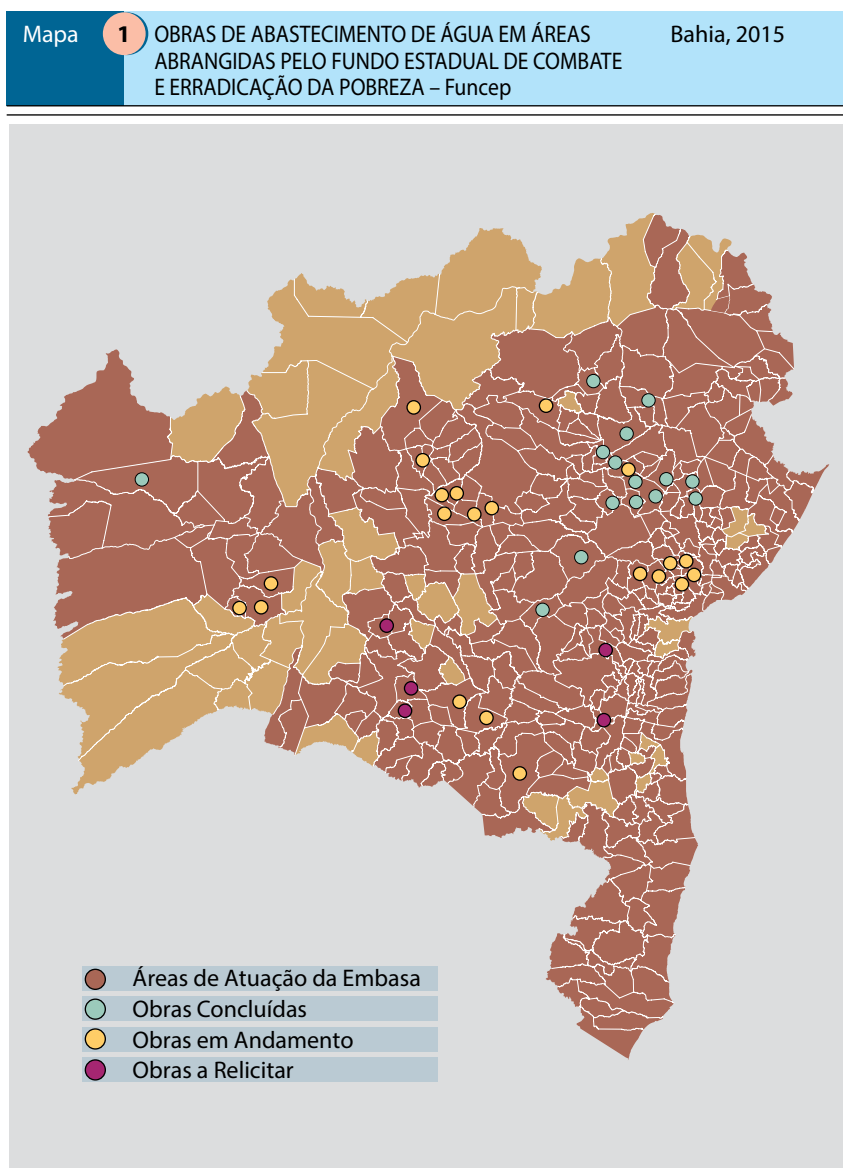 Mapa 1 OBRAS DE ABASTECIMENTO DE ÁGUA EM ÁREAS Bahia, 2015
ABRANGIDAS PELO FUNDO ESTADUAL DE COMBATE
E ERRADICAÇÃO DA POBREZA – Funcep
Áreas de Atuação da Embasa
Obras Concluídas
Obras em Andamento
Obras a Relicitar